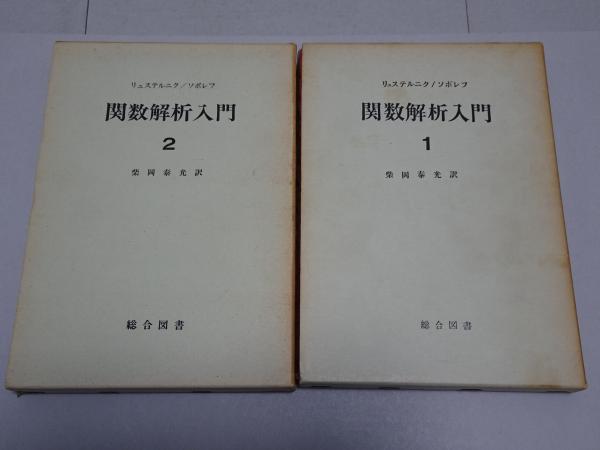 リュステルニク/ソボレフ
関数解析入門
2
柴岡泰光訳
総合図書
リュステルニク/ソボレフ
関数解析入門
1
柴岡泰光訳
総合図書